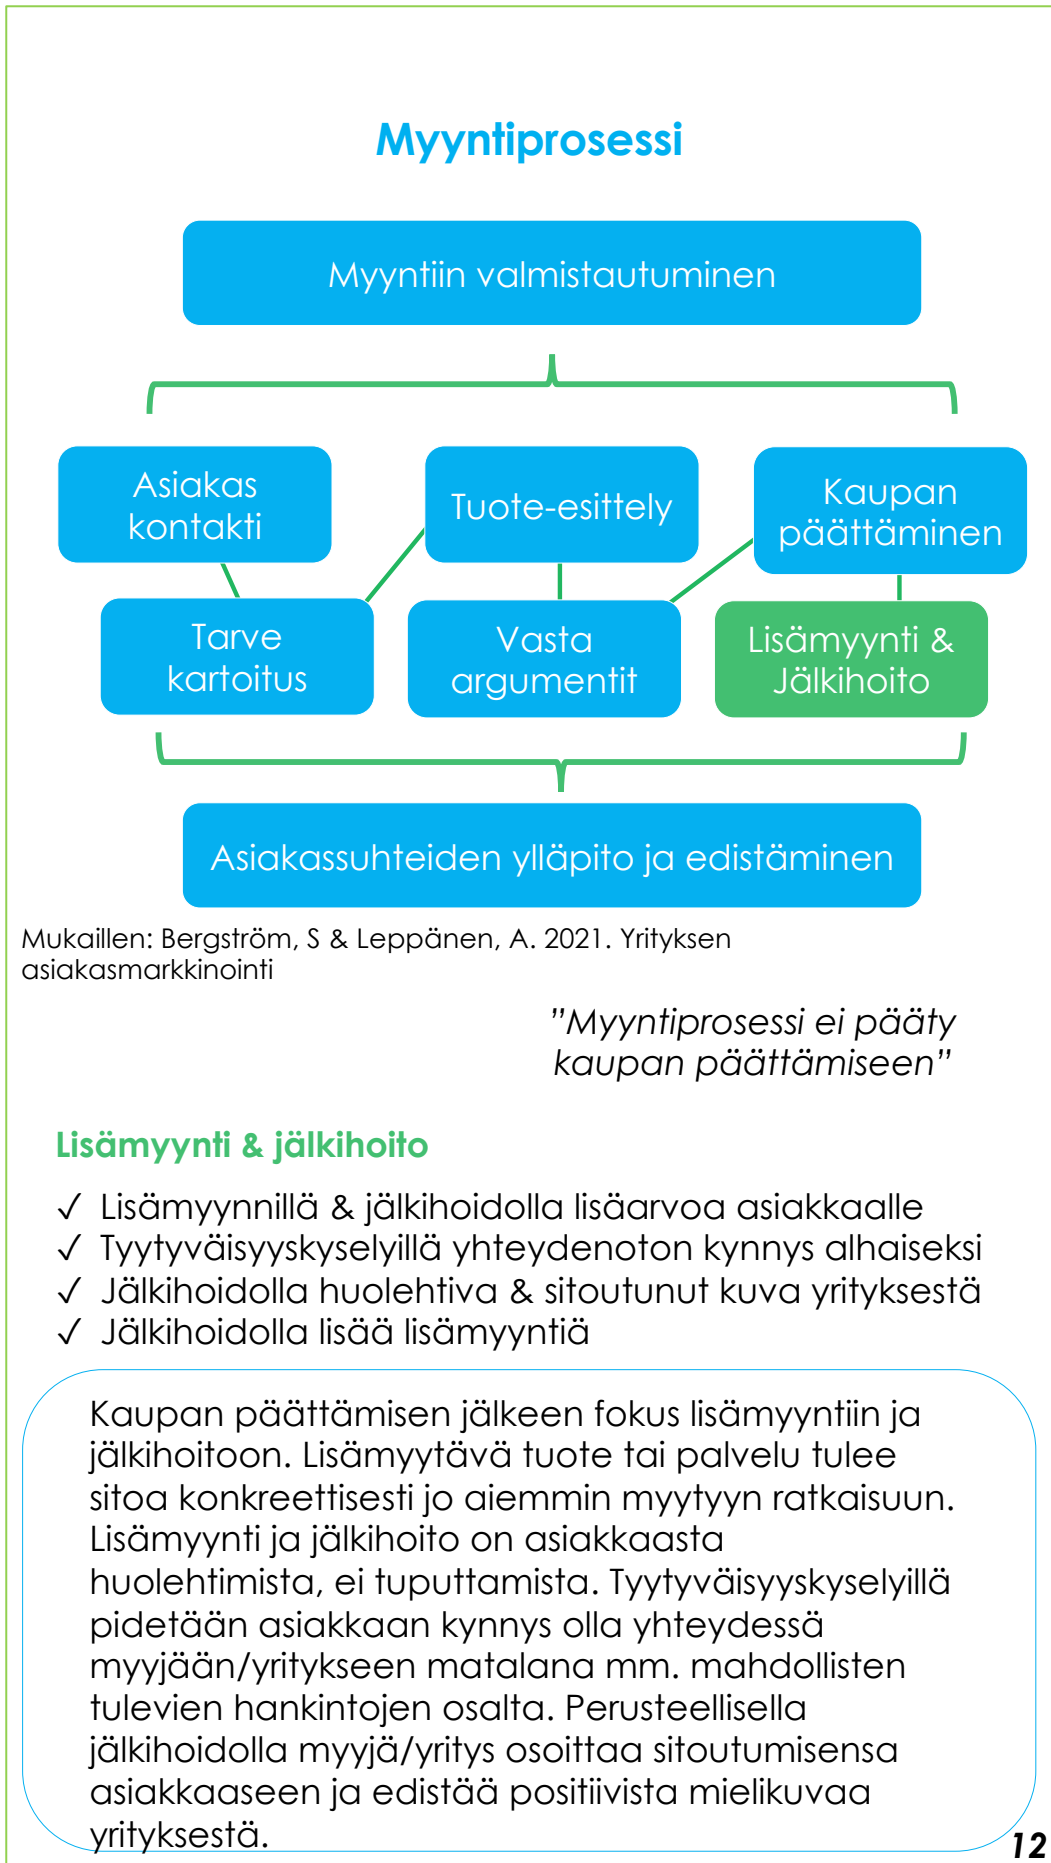 Myyntiprosessi
Myyntiin valmistautuminen
Asiakas
kontakti
Tuote-esittely
Kaupan
päättäminen
Tarve
kartoitus
Vasta
argumentit
Lisämyynti &
Jälkihoito
Asiakassuhteiden ylläpito ja edistäminen
Mukaillen: Bergström, S & Leppänen, A. 2021. Yrityksen
asiakasmarkkinointi
”Myyntiprosessi ei pääty
kaupan päättämiseen”
Lisämyynti & jälkihoito
✓ Lisämyynnillä & jälkihoidolla lisäarvoa asiakkaalle
✓ Tyytyväisyyskyselyillä yhteydenoton kynnys alhaiseksi
✓ Jälkihoidolla huolehtiva & sitoutunut kuva yrityksestä
✓ Jälkihoidolla lisää lisämyyntiä
Kaupan päättämisen jälkeen fokus lisämyyntiin ja
jälkihoitoon. Lisämyytävä tuote tai palvelu tulee
sitoa konkreettisesti jo aiemmin myytyyn ratkaisuun.
Lisämyynti ja jälkihoito on asiakkaasta
huolehtimista, ei tuputtamista. Tyytyväisyyskyselyillä
pidetään asiakkaan kynnys olla yhteydessä
myyjään/yritykseen matalana mm. mahdollisten
tulevien hankintojen osalta. Perusteellisella
jälkihoidolla myyjä/yritys osoittaa sitoutumisensa
asiakkaaseen ja edistää positiivista mielikuvaa
yrityksestä.
12